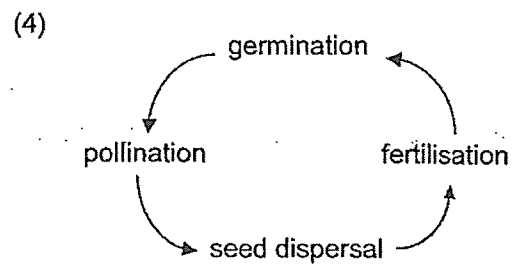 (4)
germination
pollination
fertilisation
seed dispersal